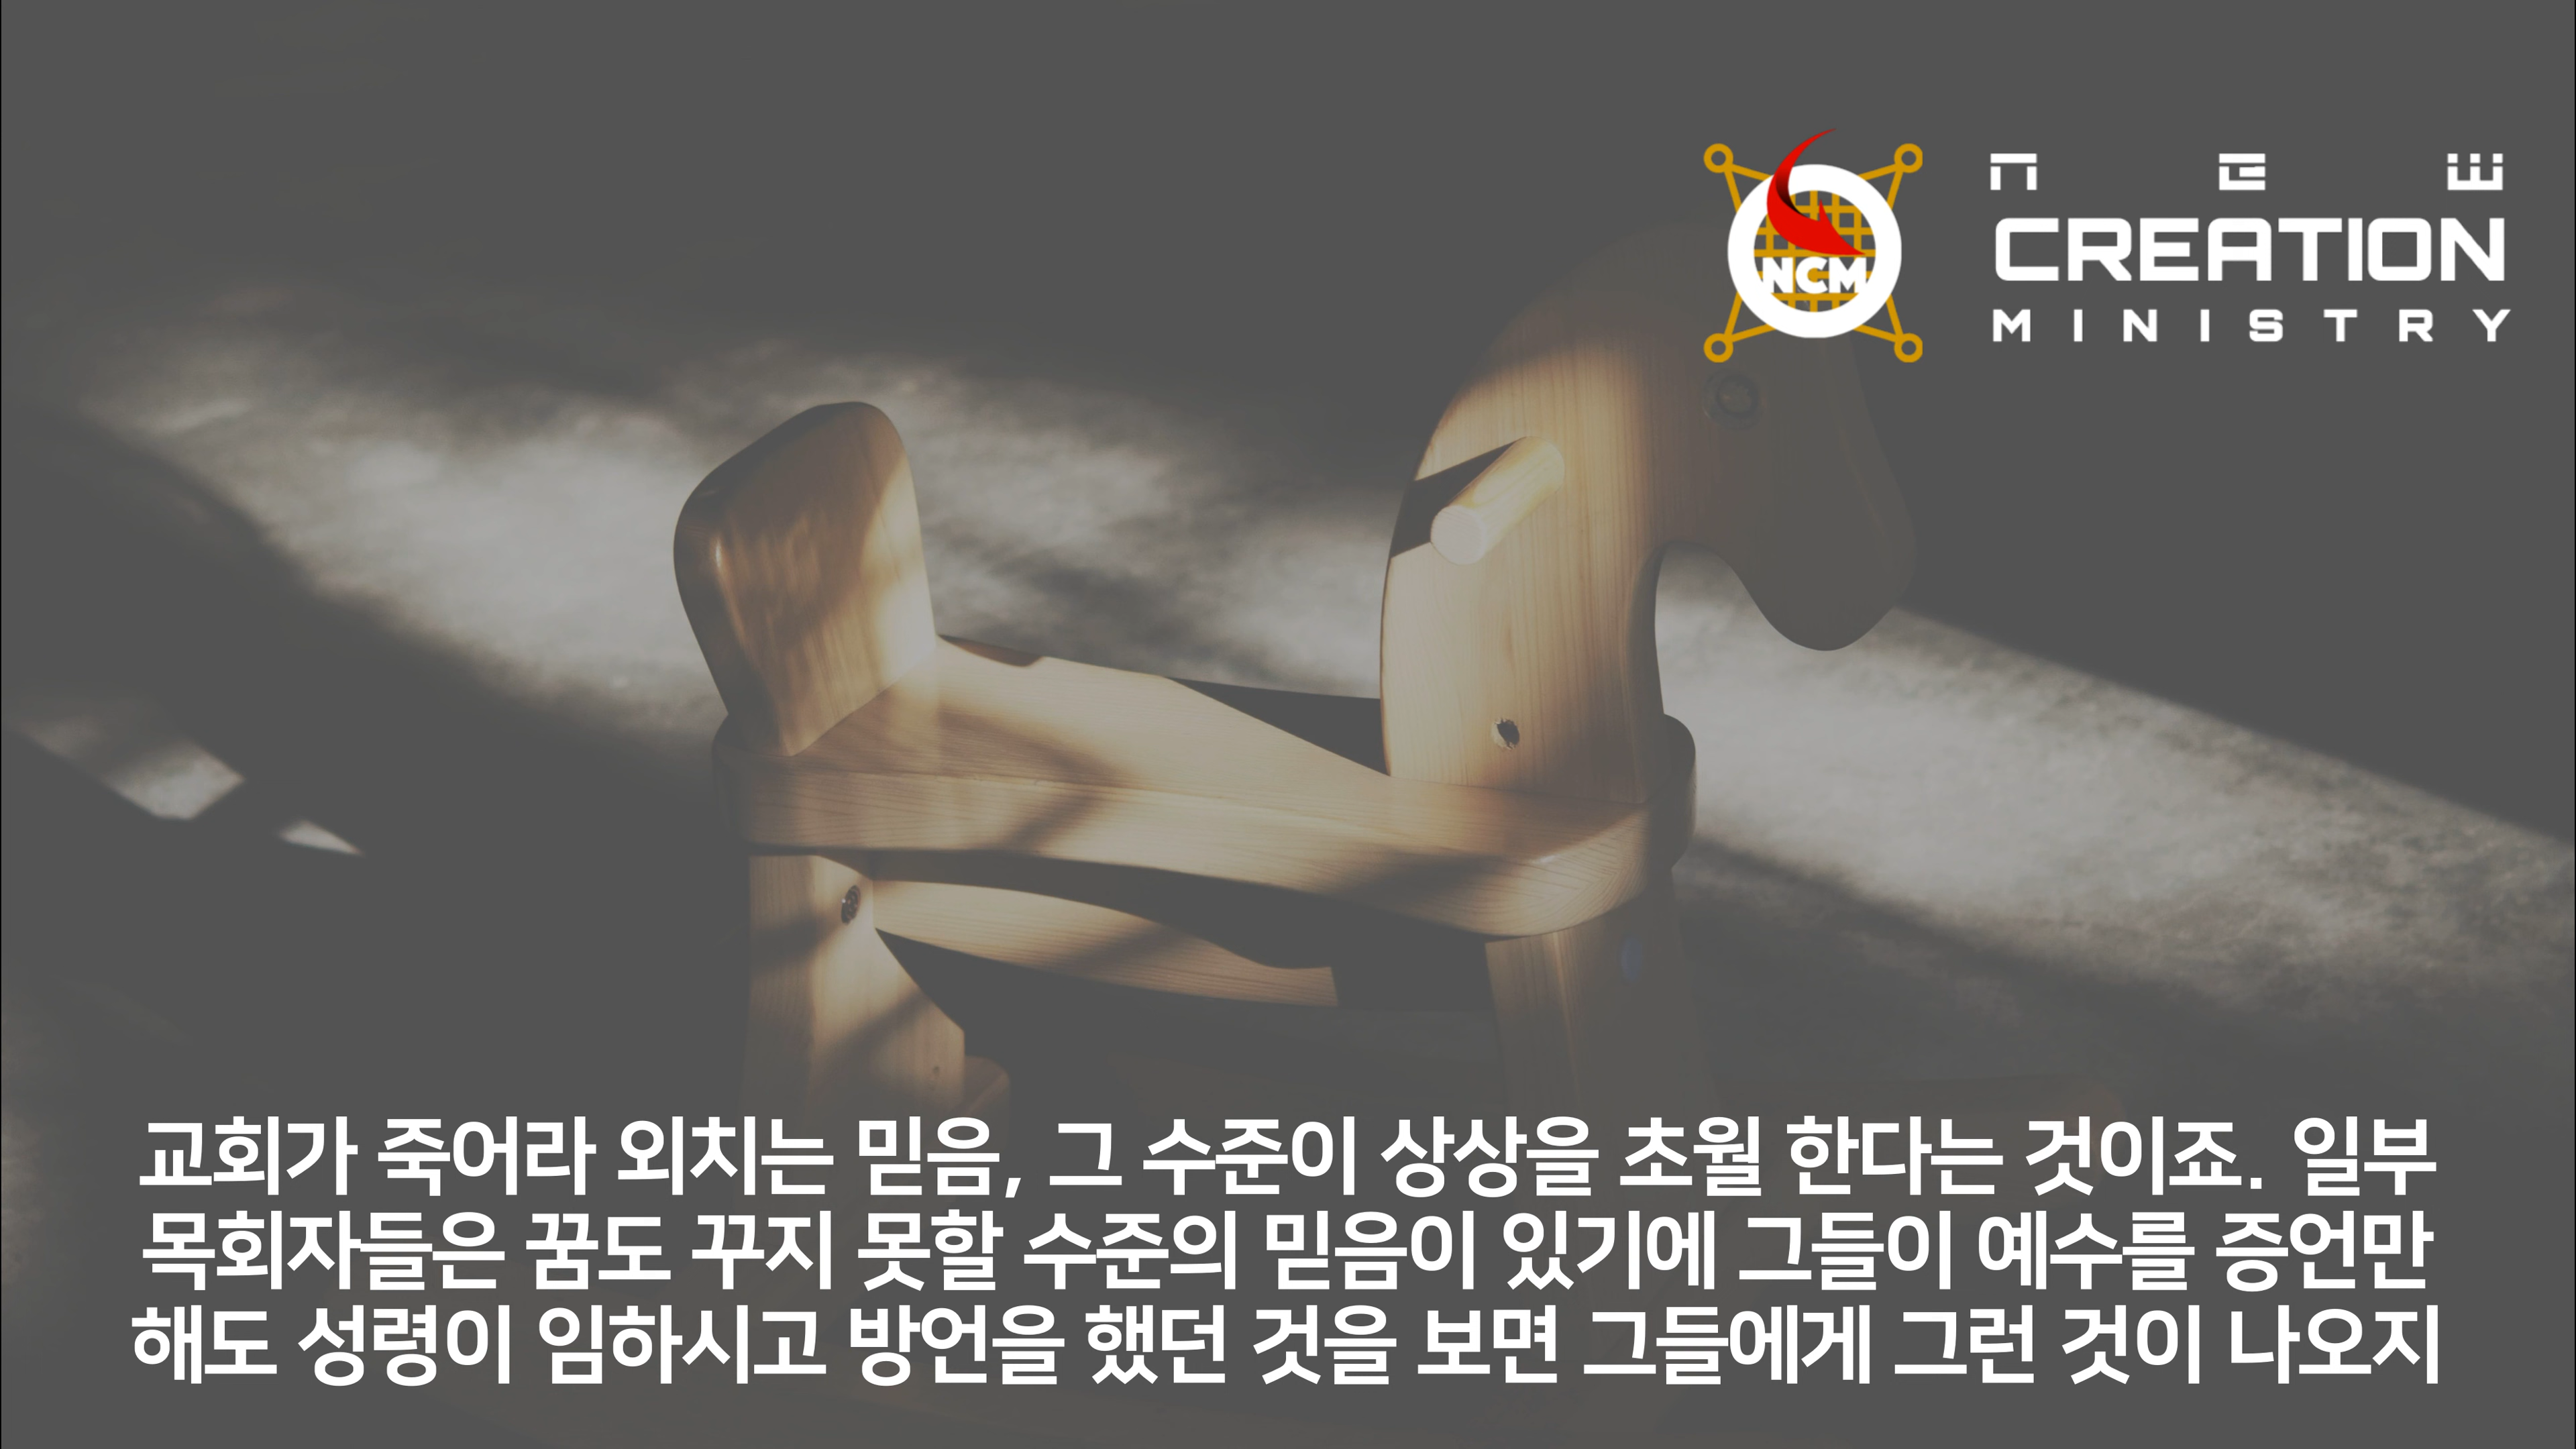 NEW
CREATION
MINISTRY
NCM
교회가 죽어라 외치는 믿음, 그 수준이 상상을 초월 한다는 것이죠. 일부
목회자들은 꿈도 꾸지 못할 수준의 믿음이 있기에 그들이 예수를 증언만
해도 성령이 임하시고 방언을 했던 것을 보면 그들에게 그런 것이 나오지